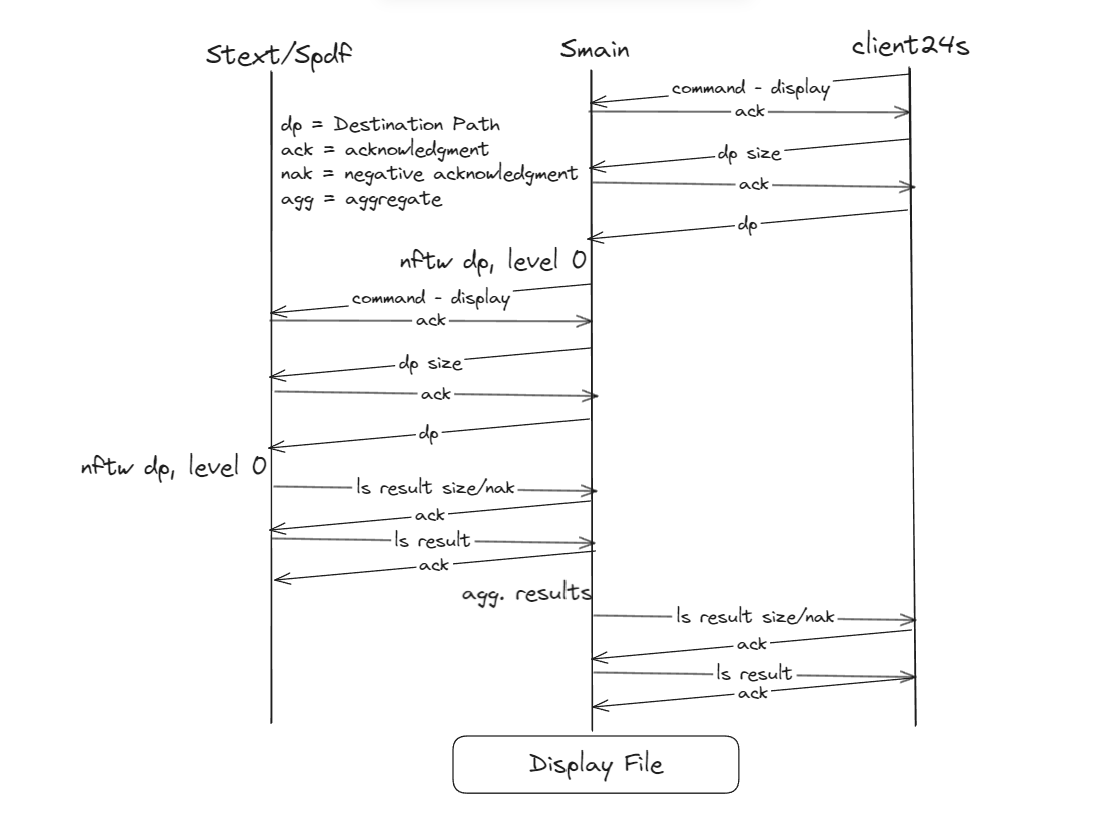 Stext/Spdf
Smain
client24s
command - display
ack
dp = Destination Path
ack = acknowledgment
nak = negative acknowledgment
agg = aggregate
dp size
ack
dp
nftw dp, level 0
command - display
ack
dp size
ack
dp
nftw dp, level 0
ls result size/nak
ack
ls result
ack
agg. results
ls result size/nak
ack
ls result
ack
Display File